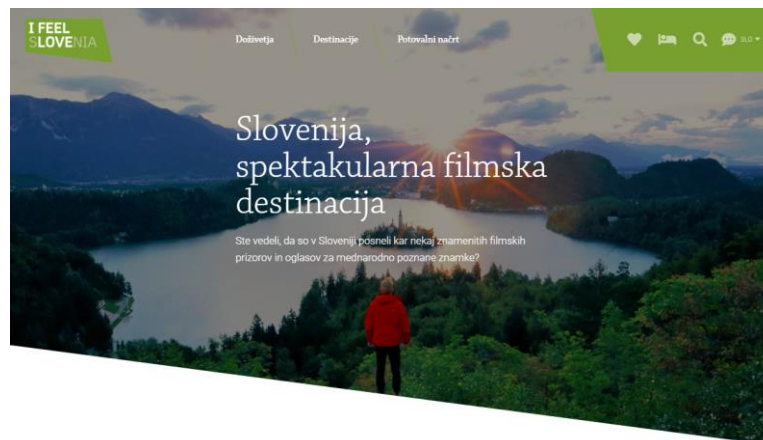 I FEEL
SLOVENIA
Doživetja Destinacije Potovalni načrt
SLO
Slovenija,
spektakularna filmska
destinacija
Ste vedeli, da so v Sloveniji posneli kar nekaj znamenitih filmskih
prizorov in oglasov za mednarodno poznane znamke?